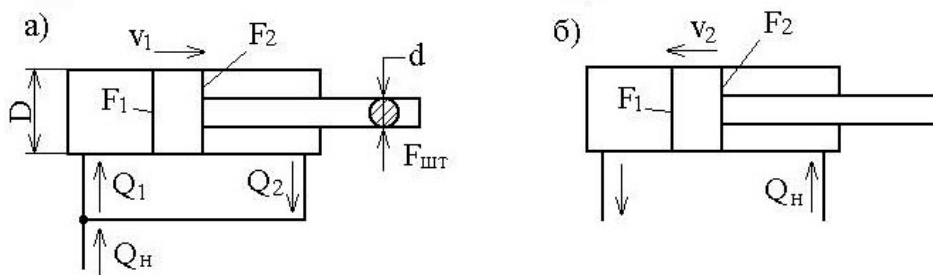 а) v₁ F₂ d
D F₁ Fшт
Q₁ Q₂
Qн
б) v₂ F₂
F₁
Qн